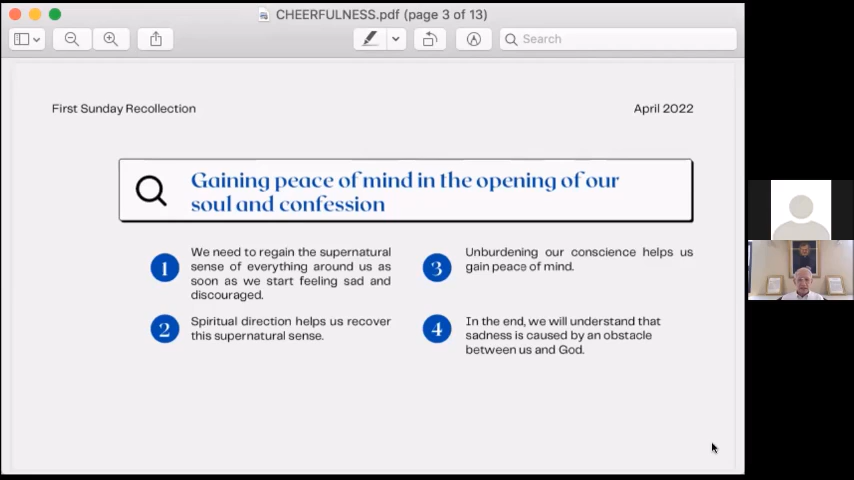 CHEERFULNESS.pdf (page 3 of 13)
Search
First Sunday Recollection
April 2022
Gaining peace of mind in the opening of our
soul and confession
1
We need to regain the supernatural
sense of everything around us as
soon as we start feeling sad and
discouraged.
2
Spiritual direction helps us recover
this supernatural sense.
3
Unburdening our conscience helps us
gain peace of mind.
4
In the end, we will understand that
sadness is caused by an obstacle
between us and God.